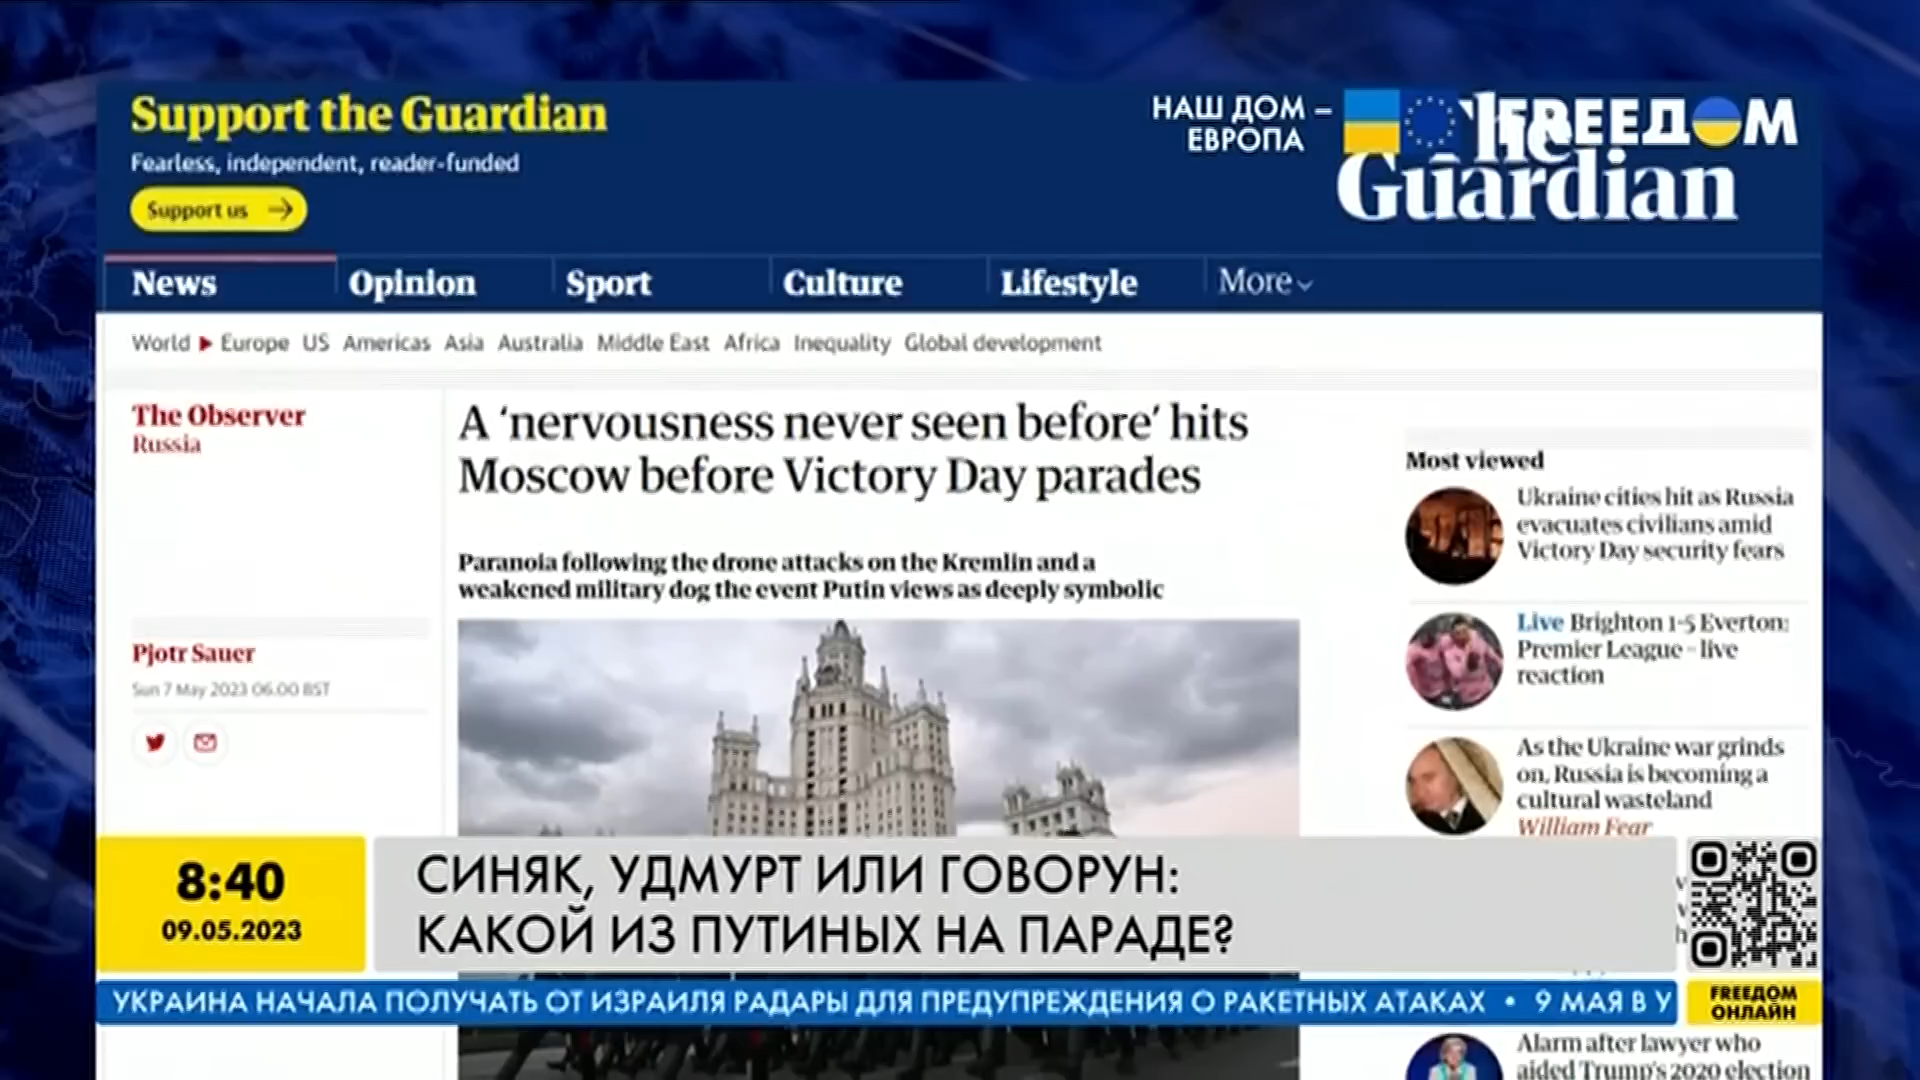 Support the Guardian
Fearless, independent, reader-funded
Support us
НАШ ДОМ –
ЕВРОПА
FREEДОМ
The
Guardian
News Opinion Sport Culture Lifestyle More
World Europe US Americas Asia Australia Middle East Africa Inequality Global development
The Observer
Russia
A ‘nervousness never seen before’ hits
Moscow before Victory Day parades
Paranoia following the drone attacks on the Kremlin and a
weakened military dog the event Putin views as deeply symbolic
Pjotr Sauer
Sun 7 May 2023 06.00 BST
Most viewed
Ukraine cities hit as Russia
evacuates civilians amid
Victory Day security fears
Live Brighton 1-5 Everton:
Premier League – live
reaction
As the Ukraine war grinds
on, Russia is becoming a
cultural wasteland
William Fear
8:40
09.05.2023
СИНЯК, УДМУРТ ИЛИ ГОВОРУН:
КАКОЙ ИЗ ПУТИНЫХ НА ПАРАДЕ?
УКРАИНА НАЧАЛА ПОЛУЧАТЬ ОТ ИЗРАИЛЯ РАДАРЫ ДЛЯ ПРЕДУПРЕЖДЕНИЯ О РАКЕТНЫХ АТАКАХ • 9 МАЯ В У
FREEДОМ
ОНЛАЙН
Alarm after lawyer who
aided Trump's 2020 election